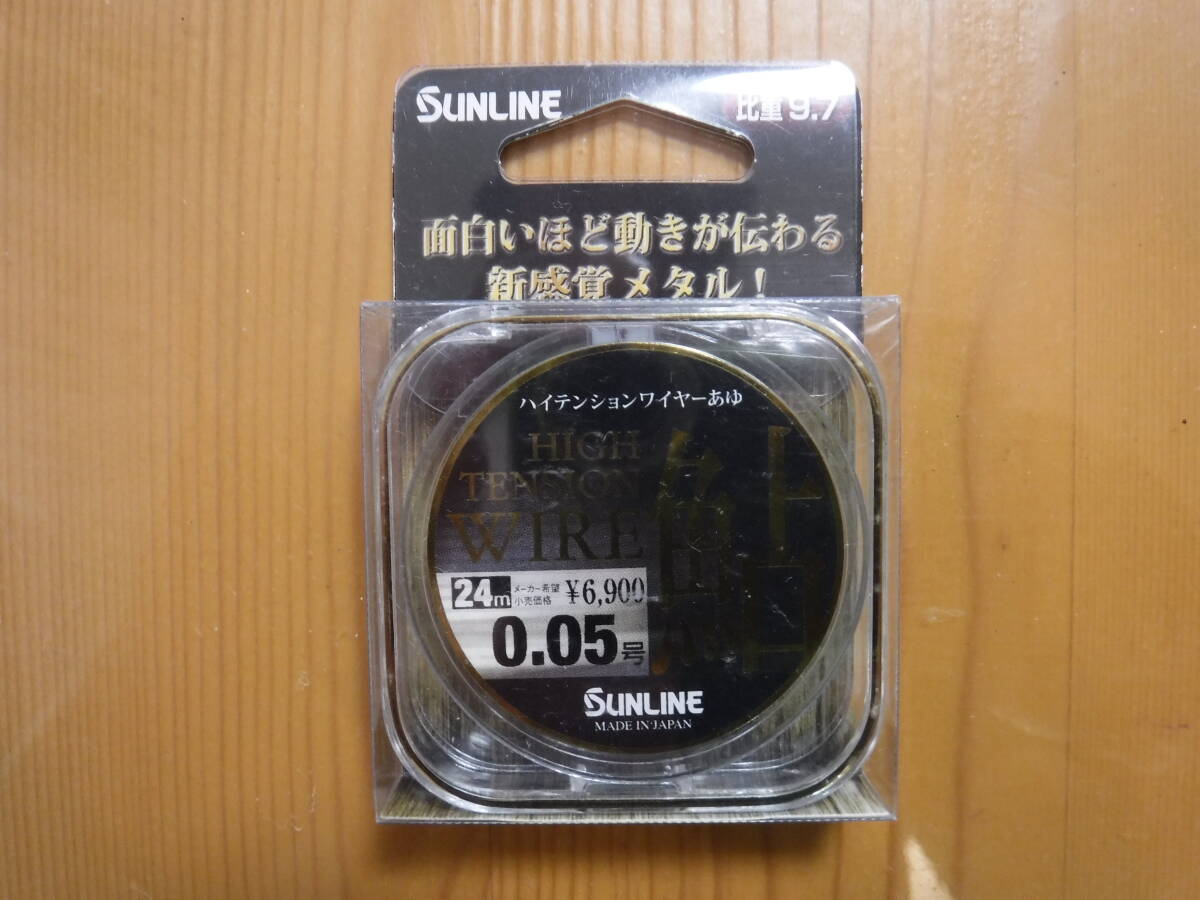 SUNLINE
比重 9.7
面白いほど動きが伝わる
新感覚メタル!
ハイテンションワイヤーあゆ
HIGH
TENSION
WIRE
24m メーカー希望小売価格 ¥6,900
0.05号
SUNLINE
MADE IN JAPAN